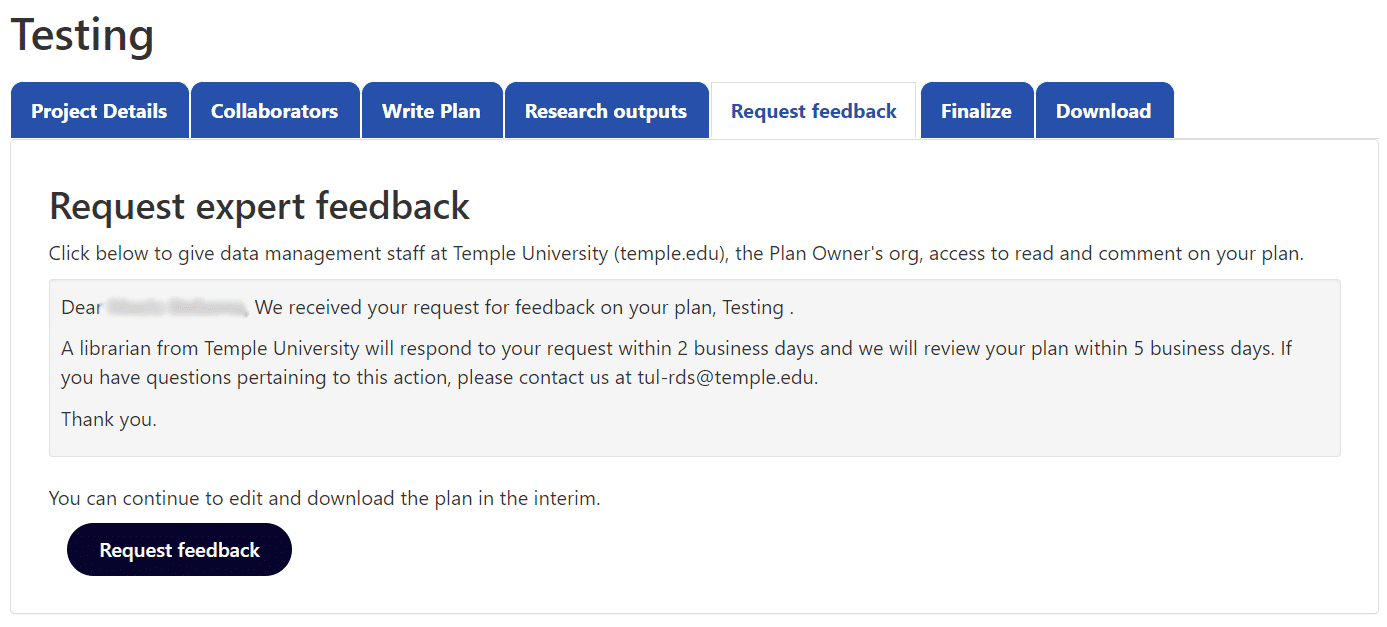 Testing
Project Details Collaborators Write Plan Research outputs Request feedback Finalize Download
Request expert feedback
Click below to give data management staff at Temple University (temple.edu), the Plan Owner's org, access to read and comment on your plan.
Dear , We received your request for feedback on your plan, Testing .
A librarian from Temple University will respond to your request within 2 business days and we will review your plan within 5 business days. If
you have questions pertaining to this action, please contact us at tul-rds@temple.edu.
Thank you.
You can continue to edit and download the plan in the interim.
Request feedback